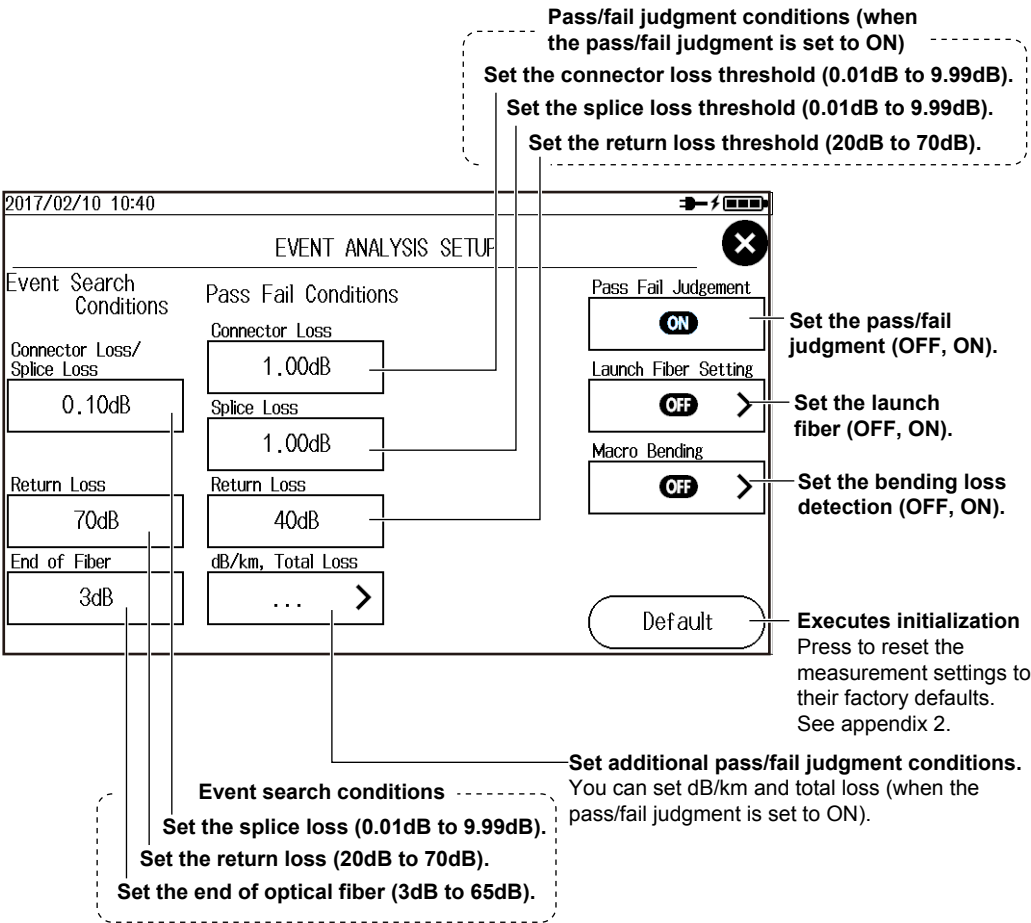 Pass/fail judgment conditions (when
the pass/fail judgment is set to ON)
Set the connector loss threshold (0.01dB to 9.99dB).
Set the splice loss threshold (0.01dB to 9.99dB).
Set the return loss threshold (20dB to 70dB).
2017/02/10 10:40
EVENT ANALYSIS SETUP
Event Search
Conditions
Connector Loss/
Splice Loss
0.10dB
Return Loss
70dB
End of Fiber
3dB
Pass Fail Conditions
Connector Loss
1.00dB
Splice Loss
1.00dB
Return Loss
40dB
dB/km, Total Loss
...
Pass Fail Judgement
ON
Launch Fiber Setting
OFF
Macro Bending
OFF
Default
Set the pass/fail
judgment (OFF, ON).
Set the launch
fiber (OFF, ON).
Set the bending loss
detection (OFF, ON).
Executes initialization
Press to reset the
measurement settings to
their factory defaults.
See appendix 2.
Set additional pass/fail judgment conditions.
You can set dB/km and total loss (when the
pass/fail judgment is set to ON).
Event search conditions
Set the splice loss (0.01dB to 9.99dB).
Set the return loss (20dB to 70dB).
Set the end of optical fiber (3dB to 65dB).